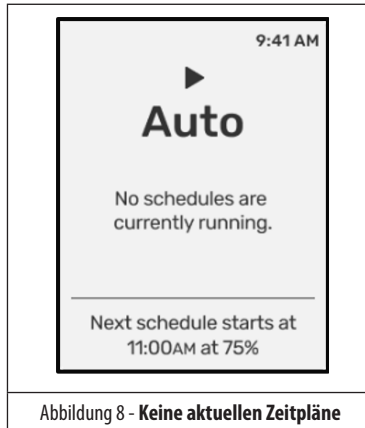 9:41 AM
Auto
No schedules are
currently running.
Next schedule starts at
11:00AM at 75%
Abbildung 8 - Keine aktuellen Zeitpläne